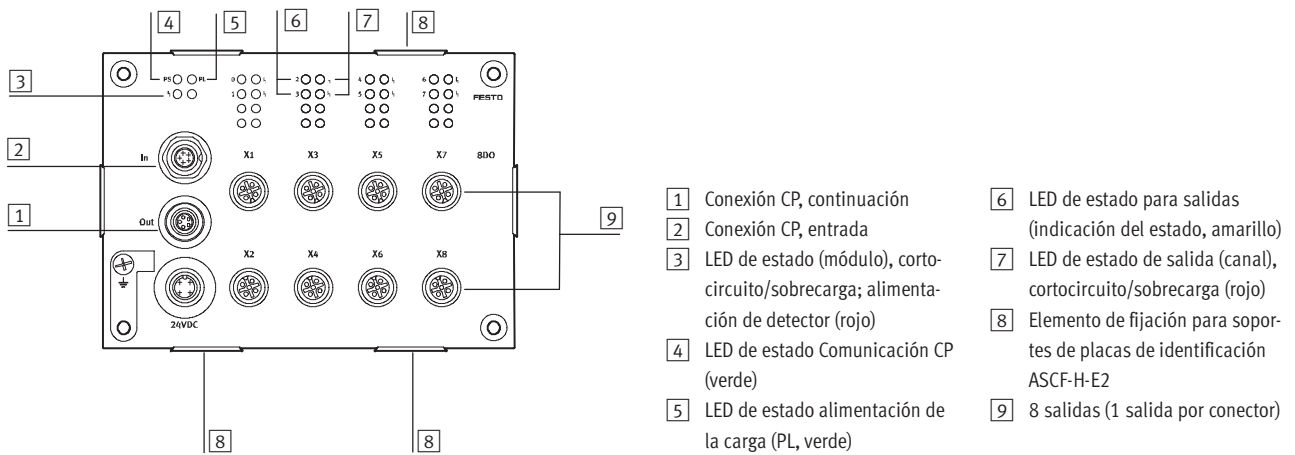 4 5 6 7 8
3
PS PL 0 2 4 6
1 3 5 7
FESTO
2
In X1 X3 X5 X7 8DO
1
Out
9
X2 X4 X6 X8
24VDC
8 8
1 Conexión CP, continuación
2 Conexión CP, entrada
3 LED de estado (módulo), corto-
circuito/sobrecarga; alimenta-
ción de detector (rojo)
4 LED de estado Comunicación CP
(verde)
5 LED de estado alimentación de
la carga (PL, verde)
6 LED de estado para salidas
(indicación del estado, amarillo)
7 LED de estado de salida (canal),
cortocircuito/sobrecarga (rojo)
8 Elemento de fijación para sopor-
tes de placas de identificación
ASCF-H-E2
9 8 salidas (1 salida por conector)